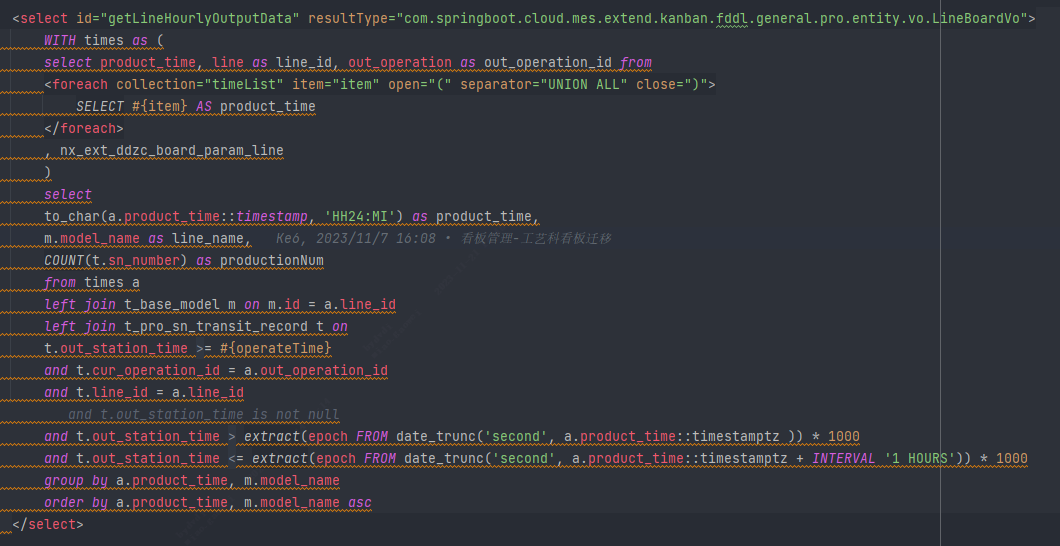 <select id="getLineHourlyOutputData" resultType="com.springboot.cloud.mes.extend.kanban.fddl.general.pro.entity.vo.LineBoardVo">
WITH times as (
select product_time, line as line_id, out_operation as out_operation_id from
<foreach collection="timeList" item="item" open="(" separator="UNION ALL" close=")">
SELECT #{item} AS product_time
</foreach>
, nx_ext_ddzc_board_param_line
)
select
to_char(a.product_time::timestamp, 'HH24:MI') as product_time,
m.model_name as line_name, Ke6, 2023/11/7 16:08 • 看板管理-工艺科看板迁移
COUNT(t.sn_number) as productionNum
from times a
left join t_base_model m on m.id = a.line_id
left join t_pro_sn_transit_record t on
t.out_station_time >= #{operateTime}
and t.cur_operation_id = a.out_operation_id
and t.line_id = a.line_id
and t.out_station_time is not null
and t.out_station_time > extract(epoch FROM date_trunc('second', a.product_time::timestamptz )) * 1000
and t.out_station_time <= extract(epoch FROM date_trunc('second', a.product_time::timestamptz + INTERVAL '1 HOURS')) * 1000
group by a.product_time, m.model_name
order by a.product_time, m.model_name asc
</select>